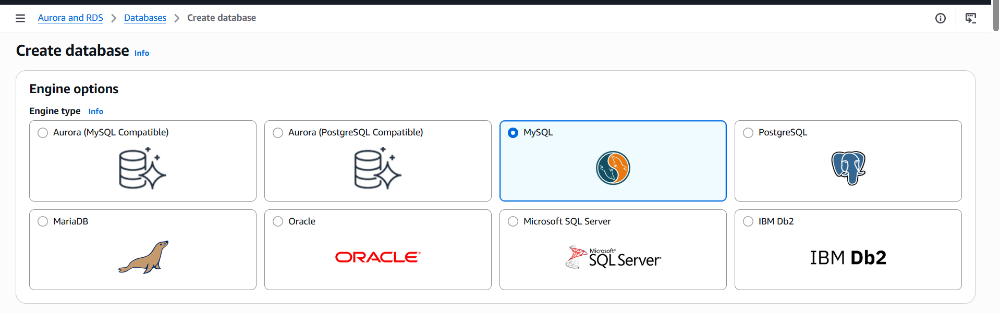 Aurora and RDS > Databases > Create database
Create database Info
Engine options
Engine type Info
Aurora (MySQL Compatible)
Aurora (PostgreSQL Compatible)
MySQL
PostgreSQL
MariaDB
Oracle
ORACLE®
Microsoft SQL Server
Microsoft®
SQL Server®
IBM Db2
IBM Db2